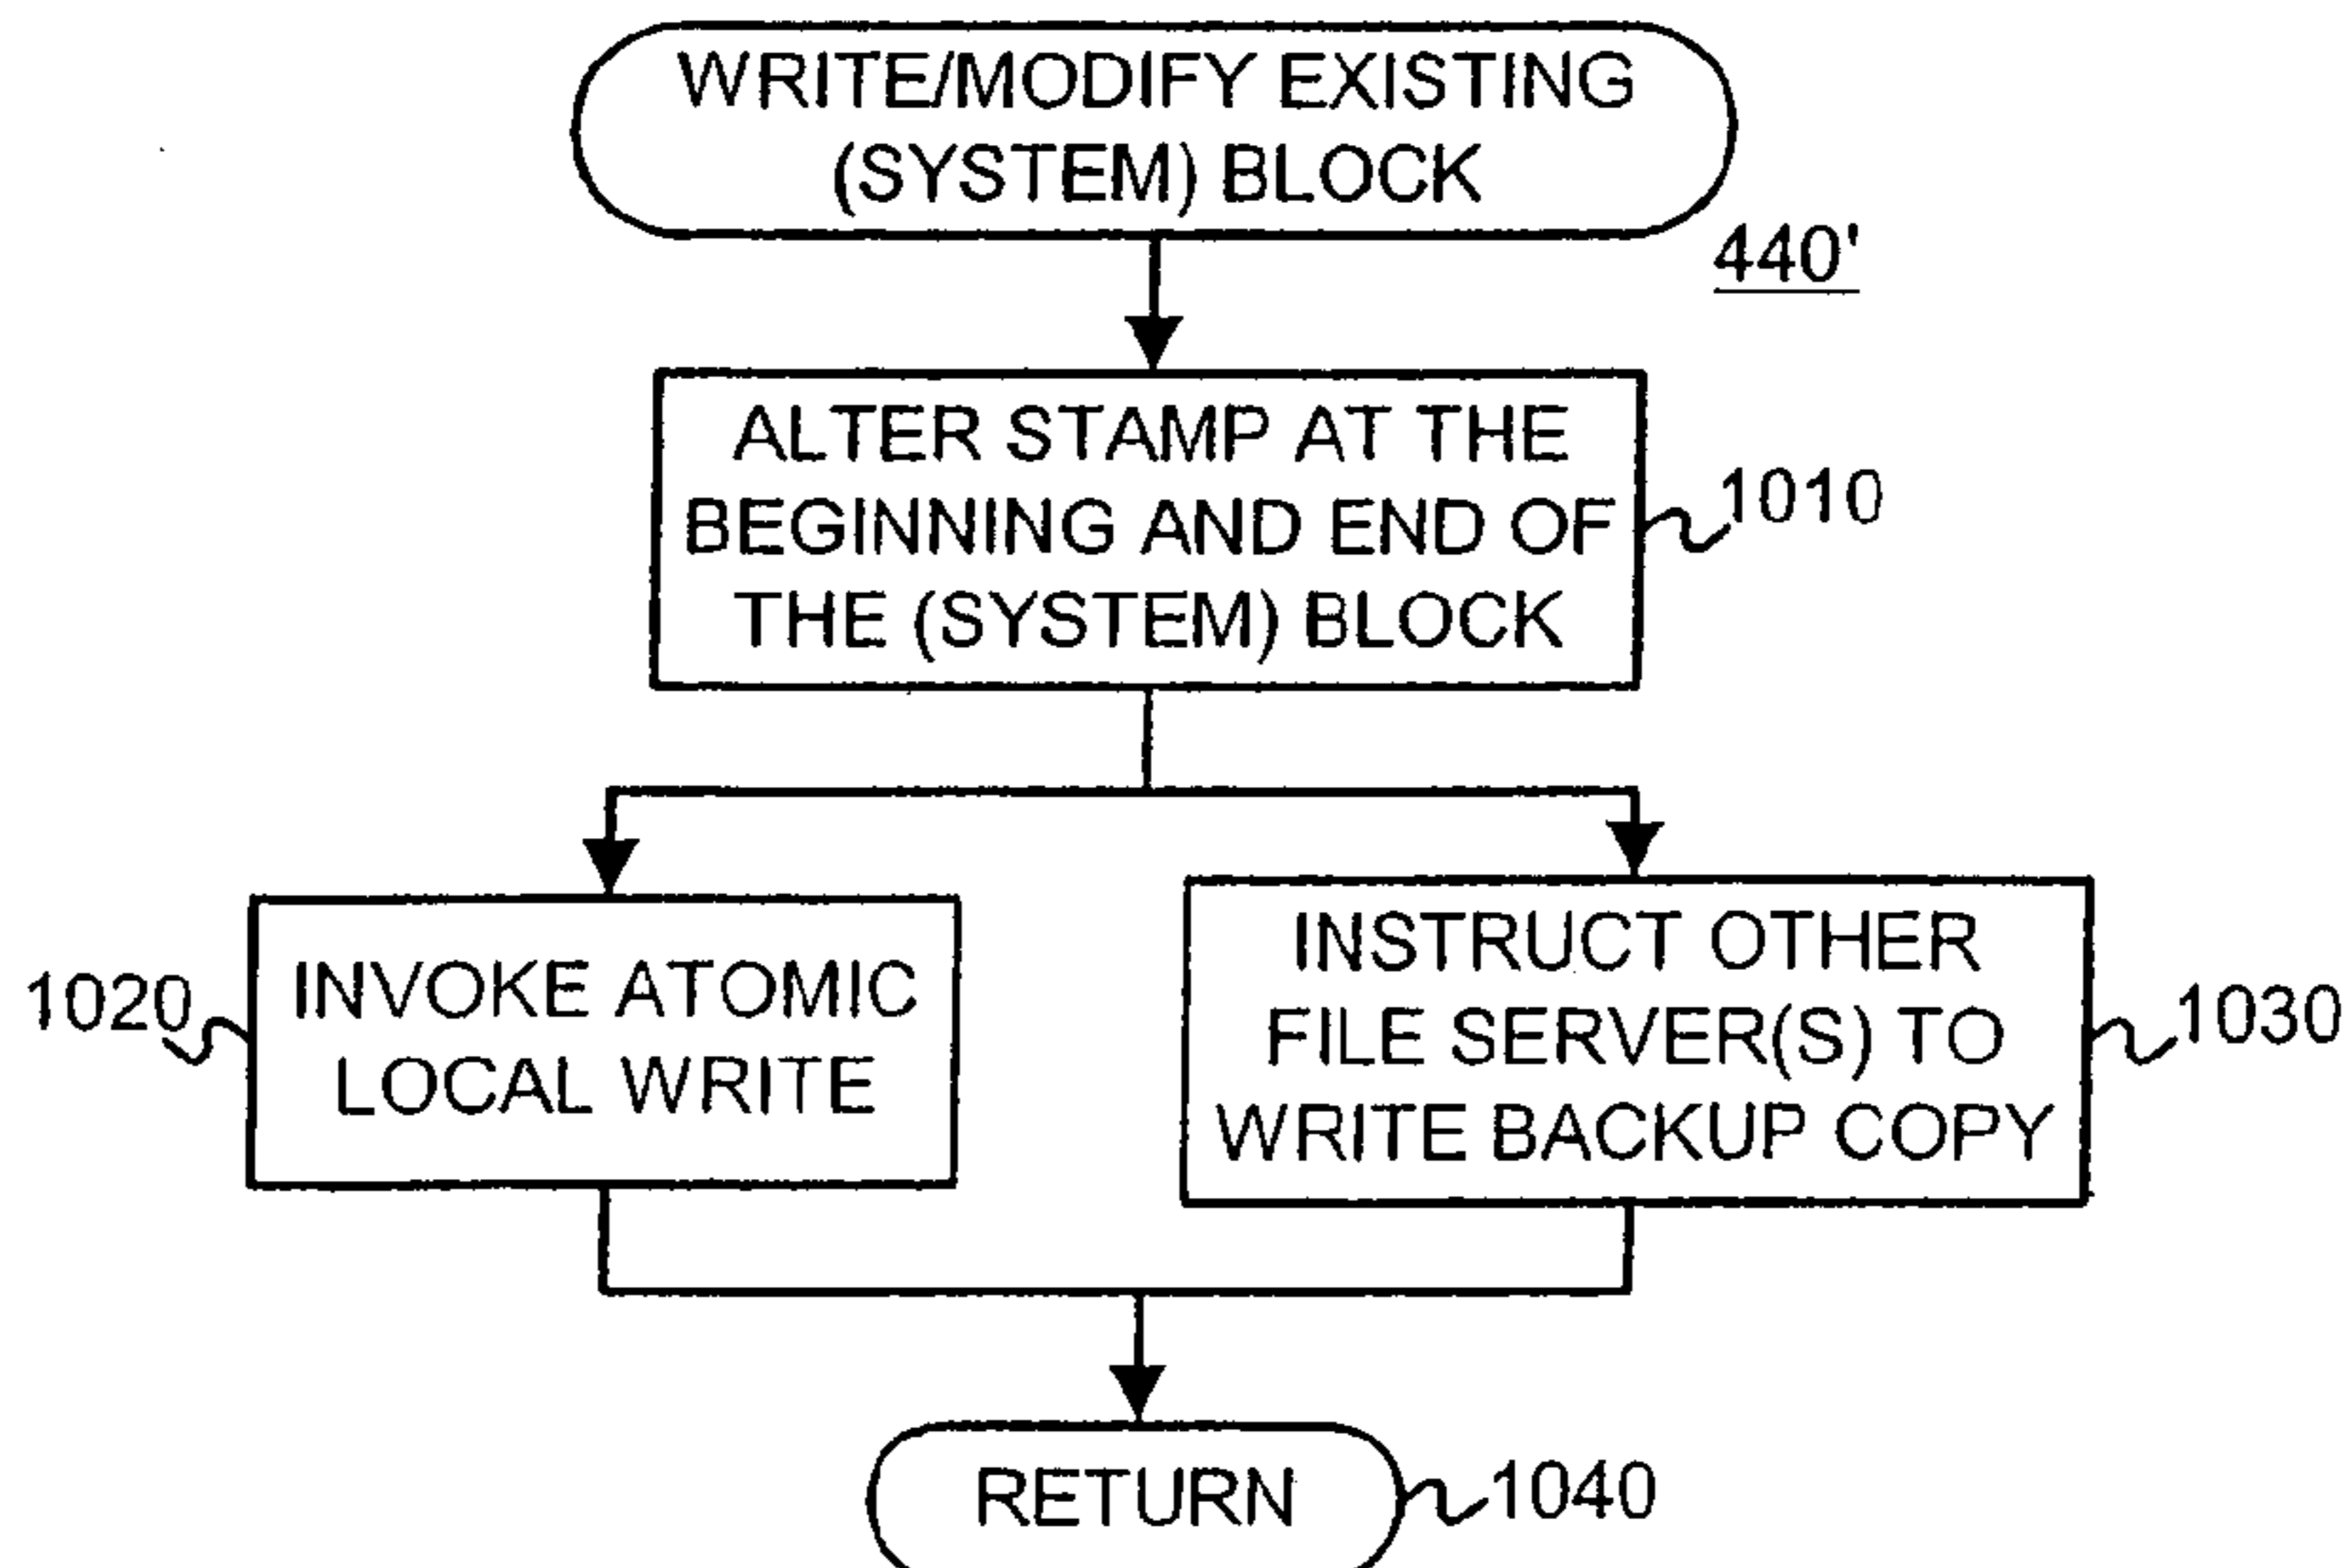 WRITE/MODIFY EXISTING
(SYSTEM) BLOCK
440'
ALTER STAMP AT THE
BEGINNING AND END OF
THE (SYSTEM) BLOCK
1010
INVOKE ATOMIC
LOCAL WRITE
1020
INSTRUCT OTHER
FILE SERVER(S) TO
WRITE BACKUP COPY
1030
RETURN
1040